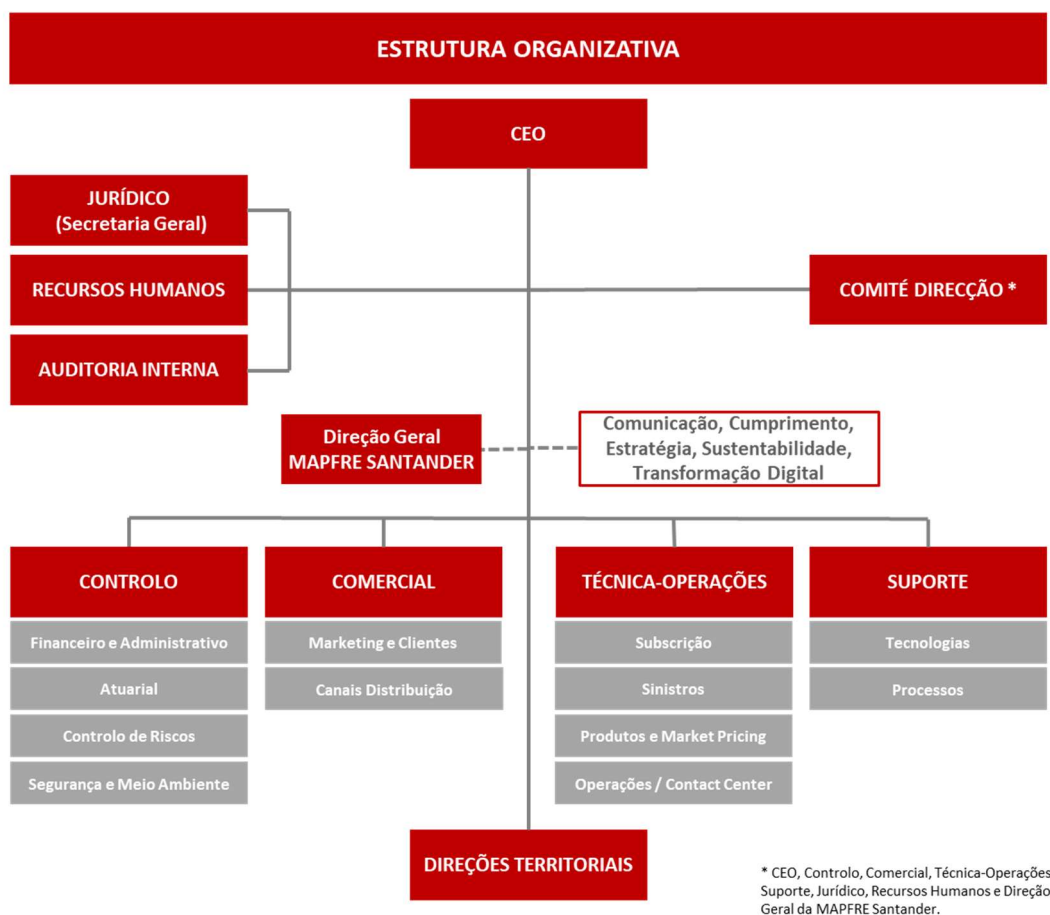 ESTRUTURA ORGANIZATIVA
CEO
JURÍDICO
(Secretaria Geral)
RECURSOS HUMANOS
COMITÉ DIRECÇÃO *
AUDITORIA INTERNA
Direção Geral
MAPFRE SANTANDER
Comunicação, Cumprimento,
Estratégia, Sustentabilidade,
Transformação Digital
CONTROLO
Financeiro e Administrativo
Atuarial
Controlo de Riscos
Segurança e Meio Ambiente
COMERCIAL
Marketing e Clientes
Canais Distribuição
TÉCNICA-OPERAÇÕES
Subscrição
Sinistros
Produtos e Market Pricing
Operações / Contact Center
SUPORTE
Tecnologias
Processos
DIREÇÕES TERRITORIAIS
* CEO, Controlo, Comercial, Técnica-Operações
Suporte, Jurídico, Recursos Humanos e Direção
Geral da MAPFRE Santander.